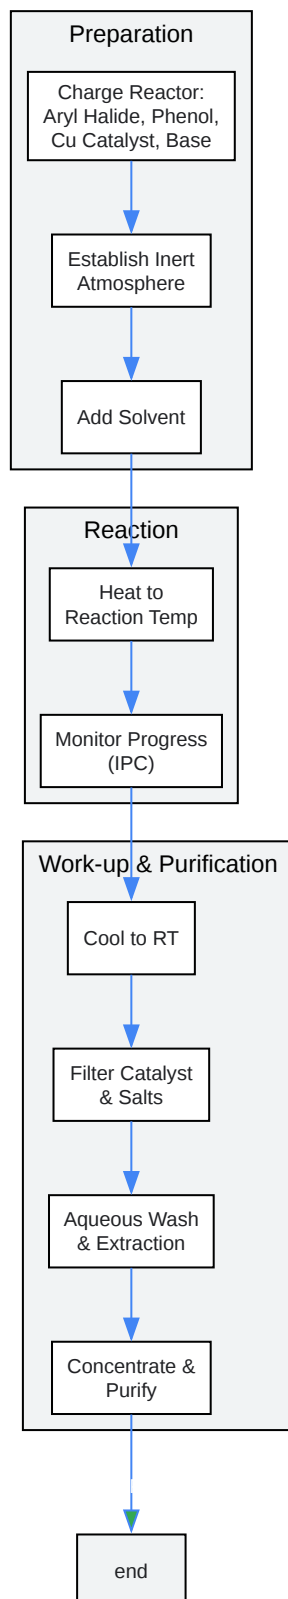 Preparation
Charge Reactor:
Aryl Halide, Phenol,
Cu Catalyst, Base
Establish Inert
Atmosphere
Add Solvent
Reaction
Heat to
Reaction Temp
Monitor Progress
(IPC)
Work-up & Purification
Cool to RT
Filter Catalyst
& Salts
Aqueous Wash
& Extraction
Concentrate &
Purify
end